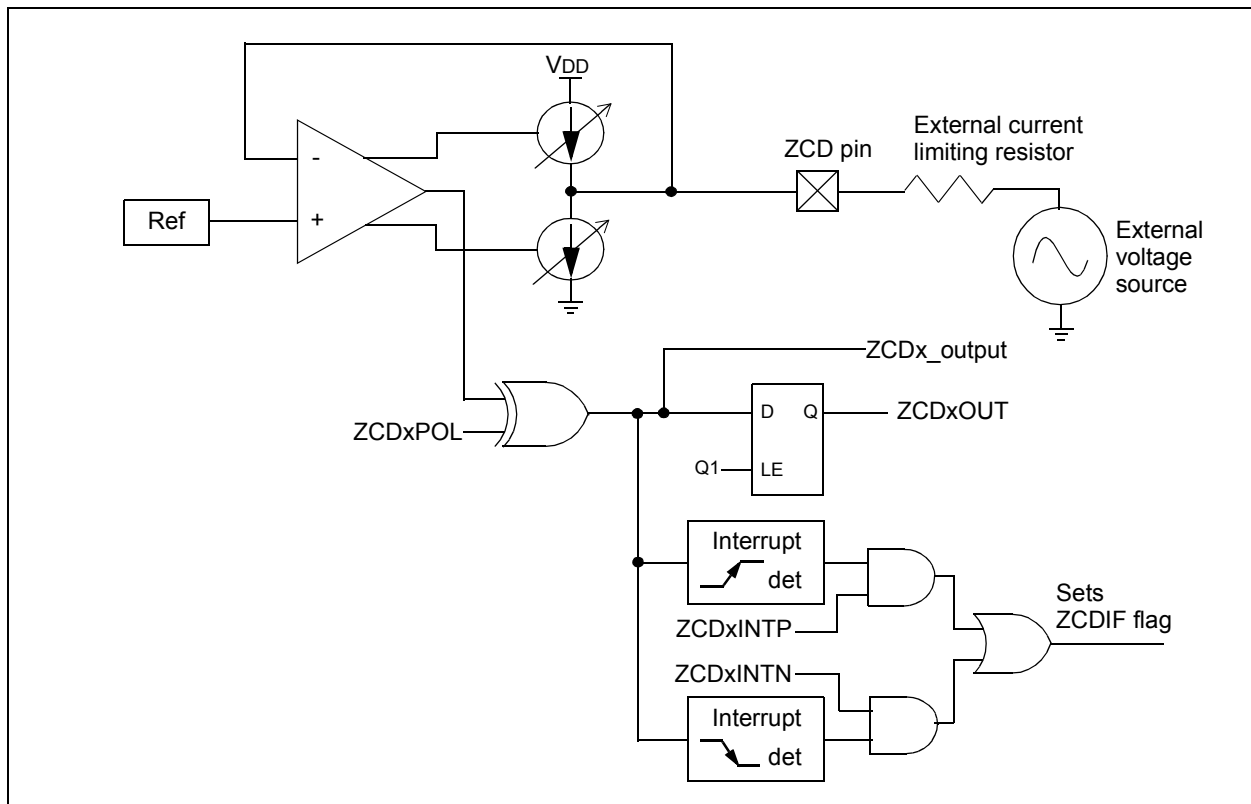 VDD
-
Ref
+
ZCD pin
External current
limiting resistor
External
voltage
source
ZCDx_output
ZCDxPOL
D Q
LE
Q1
ZCDxOUT
Interrupt
det
ZCDxINTP
ZCDxINTN
Interrupt
det
Sets
ZCDIF flag